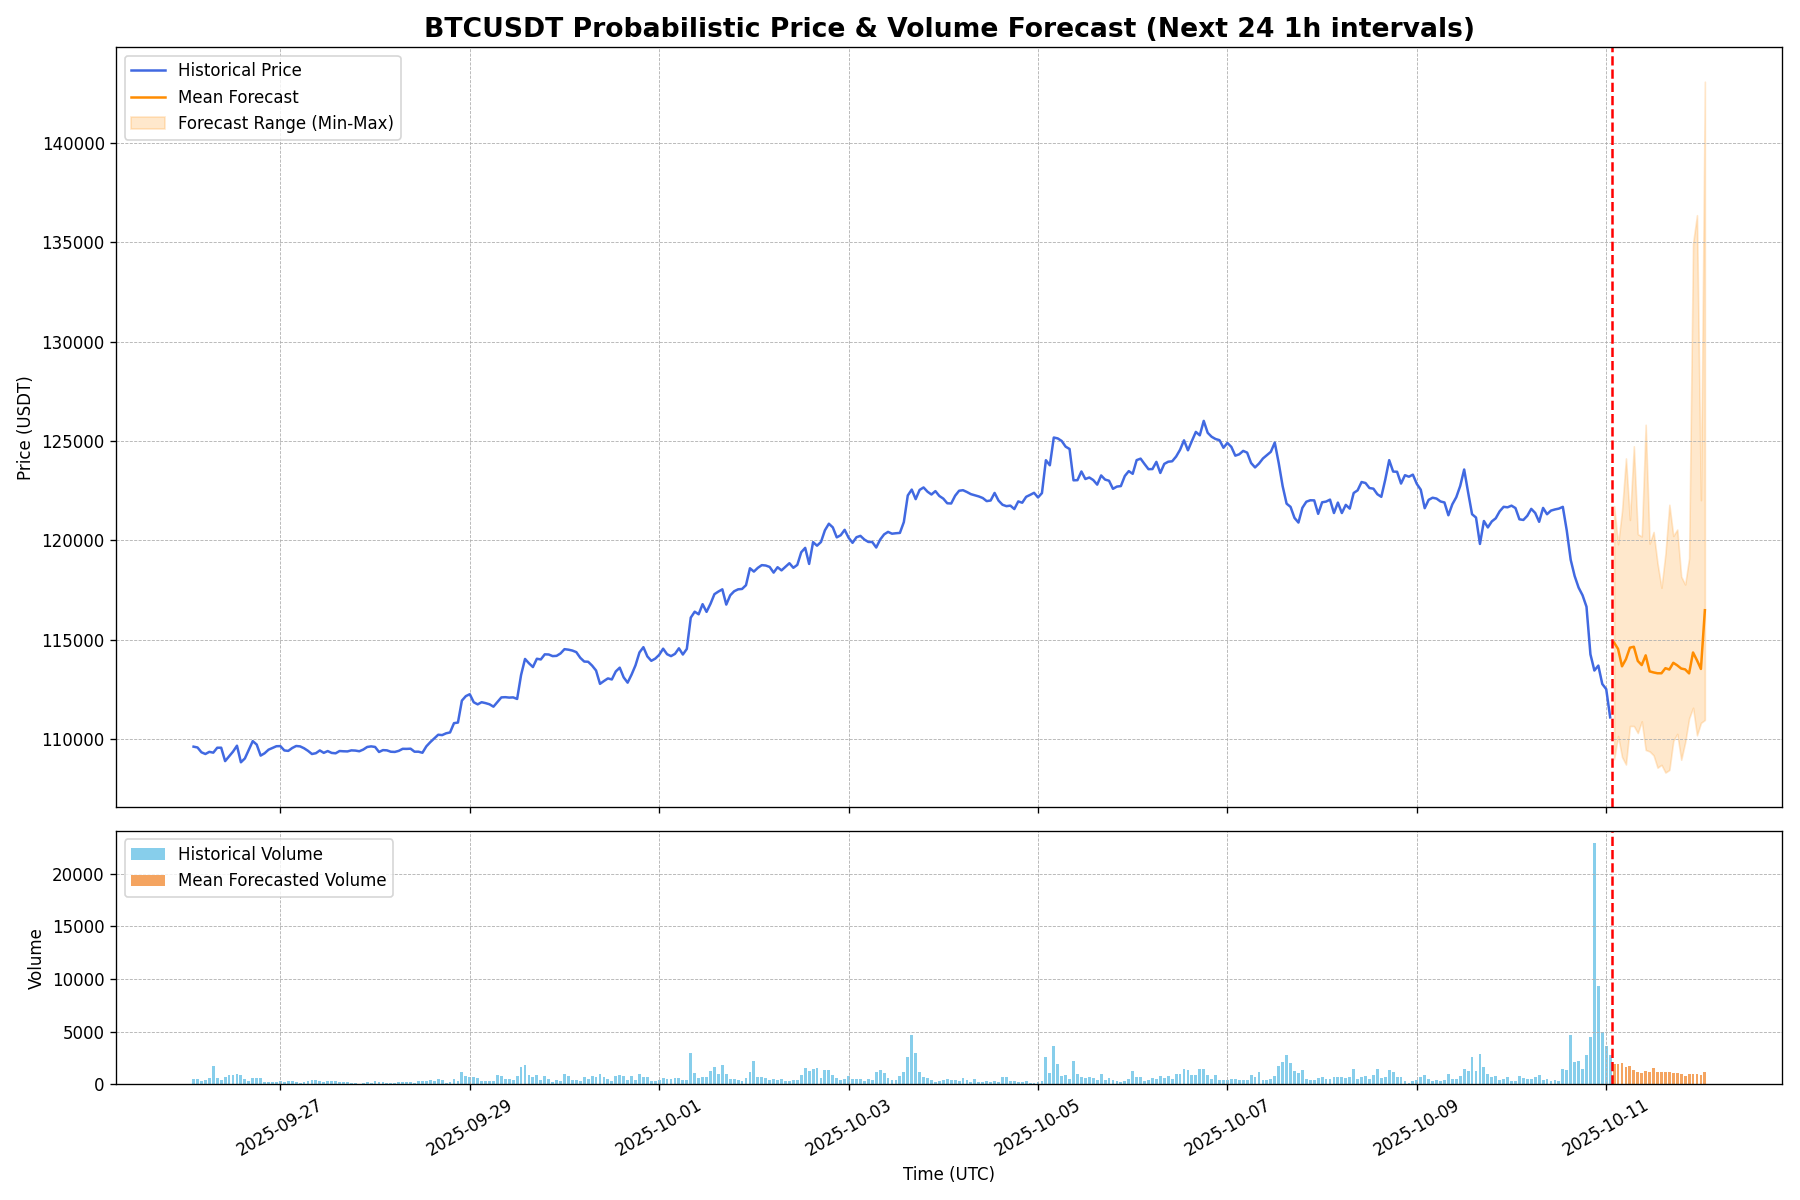 BTCUSDT Probabilistic Price & Volume Forecast (Next 24 1h intervals)
Historical Price
Mean Forecast
Forecast Range (Min-Max)
140000
135000
130000
125000
120000
115000
110000
Price (USDT)
Historical Volume
Mean Forecasted Volume
20000
15000
10000
5000
0
Volume
2025-09-27
2025-09-29
2025-10-01
2025-10-03
2025-10-05
2025-10-07
2025-10-09
2025-10-11
Time (UTC)